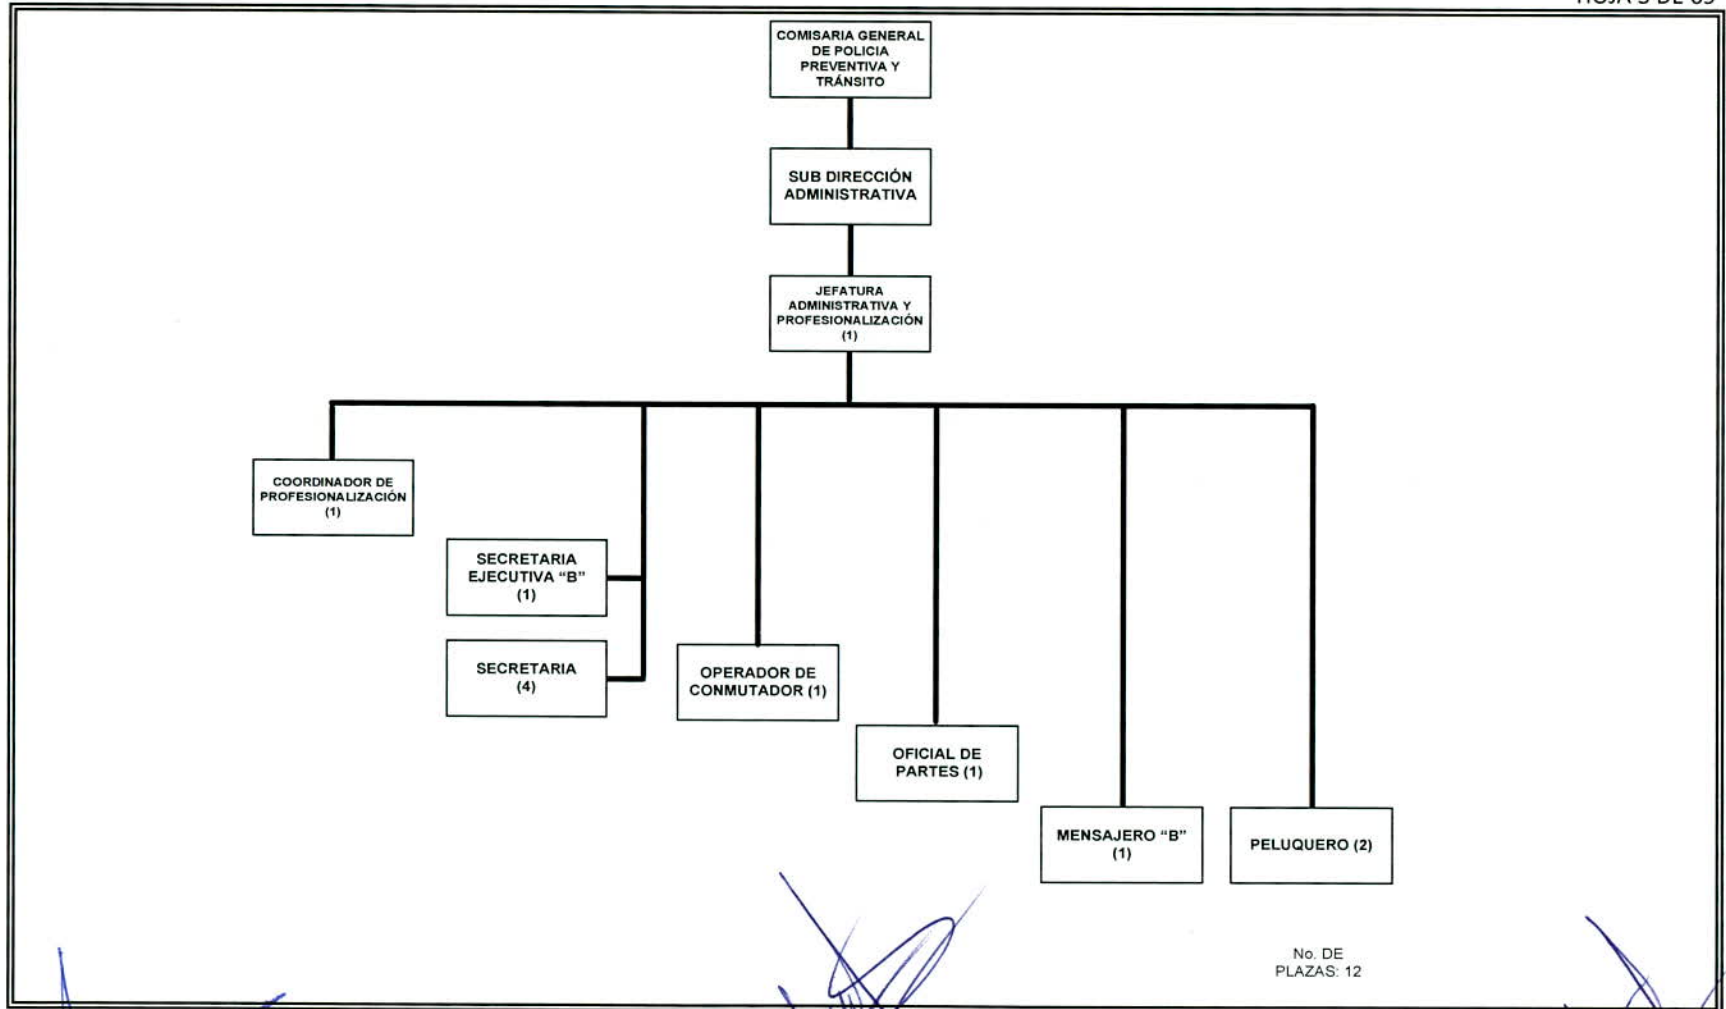 COMISARIA GENERAL
DE POLICIA
PREVENTIVA Y
TRÁNSITO
SUB DIRECCIÓN
ADMINISTRATIVA
JEFATURA
ADMINISTRATIVA Y
PROFESIONALIZACIÓN
(1)
COORDINADOR DE
PROFESIONALIZACIÓN
(1)
SECRETARIA
EJECUTIVA “B”
(1)
SECRETARIA
(4)
OPERADOR DE
CONMUTADOR (1)
OFICIAL DE
PARTES (1)
MENSAJERO “B”
(1)
PELUQUERO (2)
No. DE
PLAZAS: 12